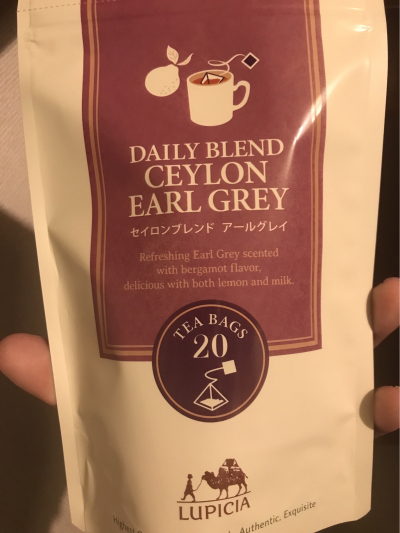 DAILY BLEND
CEYLON
EARL GREY
セイロンブレンド アールグレイ
Refreshing Earl Grey scented
with bergamot flavor,
delicious with both lemon and milk.
TEA BAGS
20
LUPICIA
Highest Authentic, Exquisite